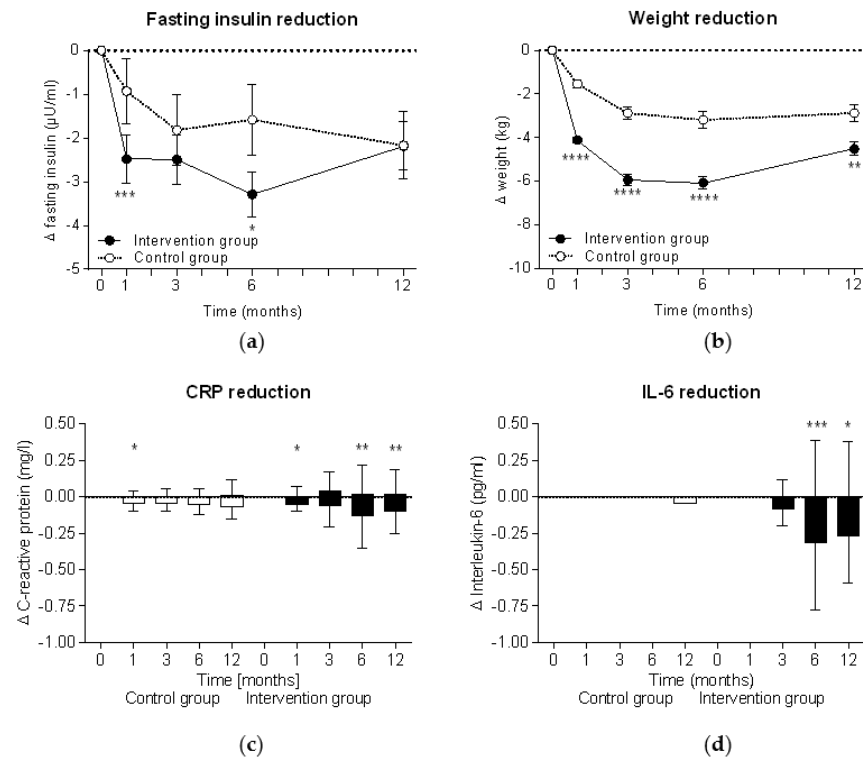 Fasting insulin reduction
0
-1
-2
-3
-4
-5
Δ fasting insulin (µU/ml)
***
*
Intervention group
Control group
0 1 3 6 12
Time (months)
(a)
Weight reduction
0
-2
-4
-6
-8
-10
Δ weight (kg)
****
****
****
**
Intervention group
Control group
0 1 3 6 12
Time (months)
(b)
CRP reduction
0.50
0.25
0.00
-0.25
-0.50
-0.75
-1.00
Δ C-reactive protein (mg/l)
* * ** **
0 1 3 6 12 0 1 3 6 12
Time [months]
Control group Intervention group
(c)
IL-6 reduction
0.50
0.25
0.00
-0.25
-0.50
-0.75
-1.00
Δ Interleukin-6 (pg/ml)
*** *
0 1 3 6 12 0 1 3 6 12
Time (months)
Control group Intervention group
(d)